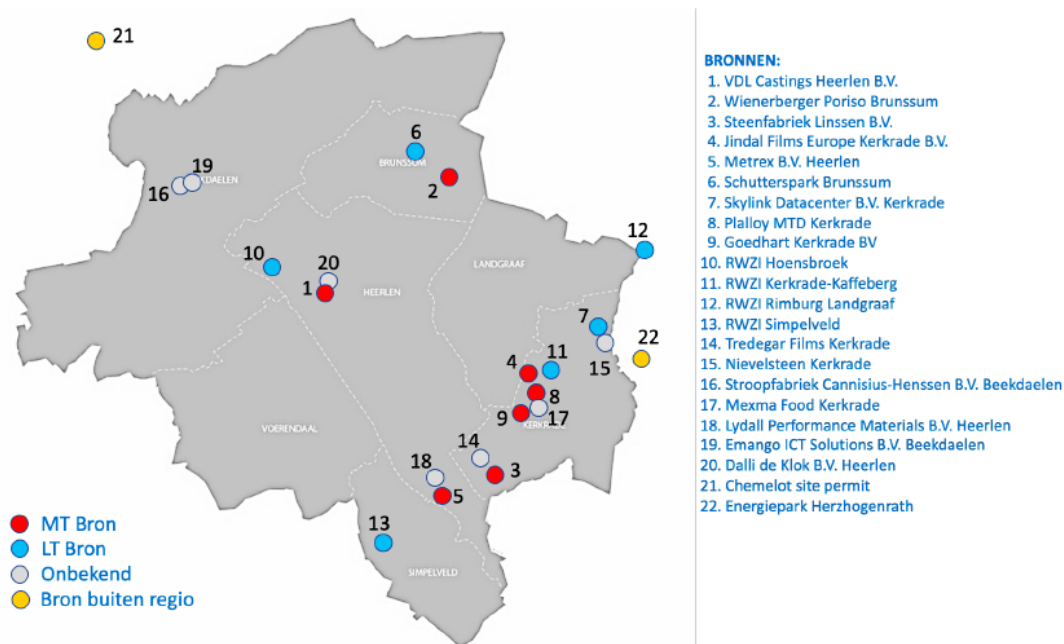 21
6
BRUNSSUM
2
19
KDAELEN
16
12
10
20
LANDGRAAF
1
HEERLEN
7
22
4
11
15
8
9
17
KERKRADE
VOERENDAAL
14
18
3
5
13
SIMPELVELD
MT Bron
LT Bron
Onbekend
Bron buiten regio
BRONNEN:
1. VDL Castings Heerlen B.V.
2. Wienerberger Poriso Brunssum
3. Steenfabriek Linssen B.V.
4. Jindal Films Europe Kerkrade B.V.
5. Metrex B.V. Heerlen
6. Schutterspark Brunssum
7. Skylink Datacenter B.V. Kerkrade
8. Plalloy MTD Kerkrade
9. Goedhart Kerkrade BV
10. RWZI Hoensbroek
11. RWZI Kerkrade-Kaffeberg
12. RWZI Rimburg Landgraaf
13. RWZI Simpelveld
14. Tredegar Films Kerkrade
15. Nievelsteen Kerkrade
16. Stroopfabriek Cannisius-Henssen B.V. Beekdaelen
17. Mexma Food Kerkrade
18. Lydall Performance Materials B.V. Heerlen
19. Emango ICT Solutions B.V. Beekdaelen
20. Dalli de Klok B.V. Heerlen
21. Chemelot site permit
22. Energiepark Herzhogenrath